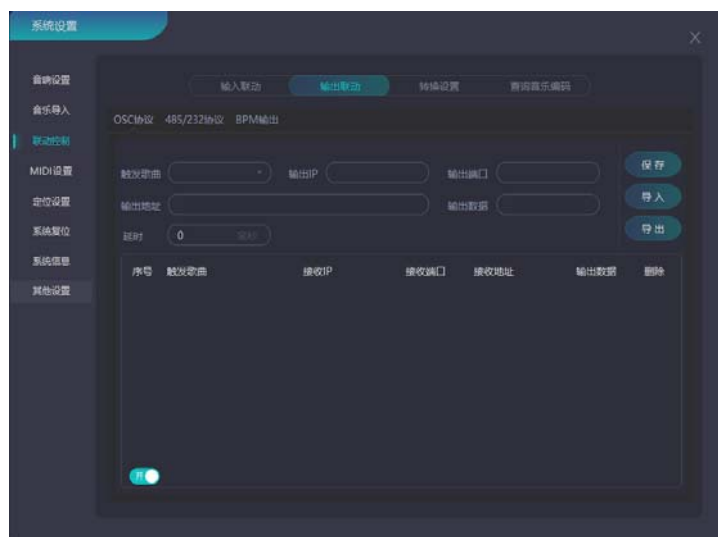 系统设置
X
音响设置
音乐导入
联动控制
MIDI设置
定位设置
系统复位
系统信息
其他设置
输入联动 输出联动 转换设置 查询音乐编码
OSC协议 485/232协议 BPM输出
触发歌曲 输出IP 输出端口 保存
输出地址 输出数据 导入
延时 0 毫秒 导出
序号 触发歌曲 接收IP 接收端口 接收地址 输出数据 删除
开